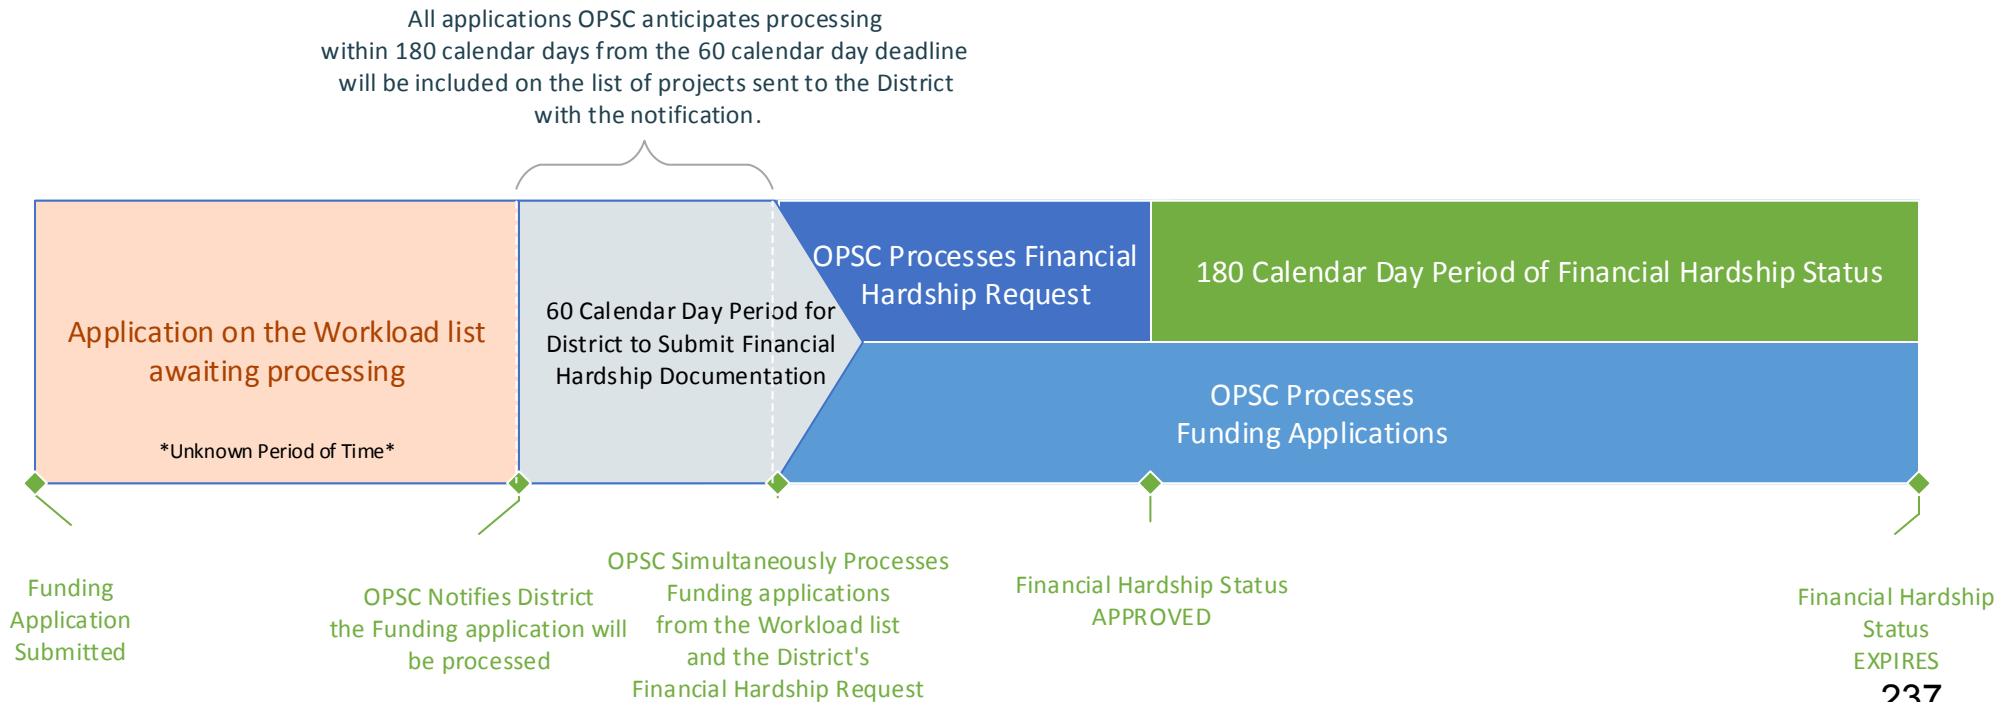 All applications OPSC anticipates processing
within 180 calendar days from the 60 calendar day deadline
will be included on the list of projects sent to the District
with the notification.
Application on the Workload list
awaiting processing
*Unknown Period of Time*
60 Calendar Day Period for
District to Submit Financial
Hardship Documentation
OPSC Processes Financial
Hardship Request
180 Calendar Day Period of Financial Hardship Status
OPSC Processes
Funding Applications
Funding
Application
Submitted
OPSC Notifies District
the Funding application will
be processed
OPSC Simultaneously Processes
Funding applications
from the Workload list
and the District's
Financial Hardship Request
Financial Hardship Status
APPROVED
Financial Hardship
Status
EXPIRES
237